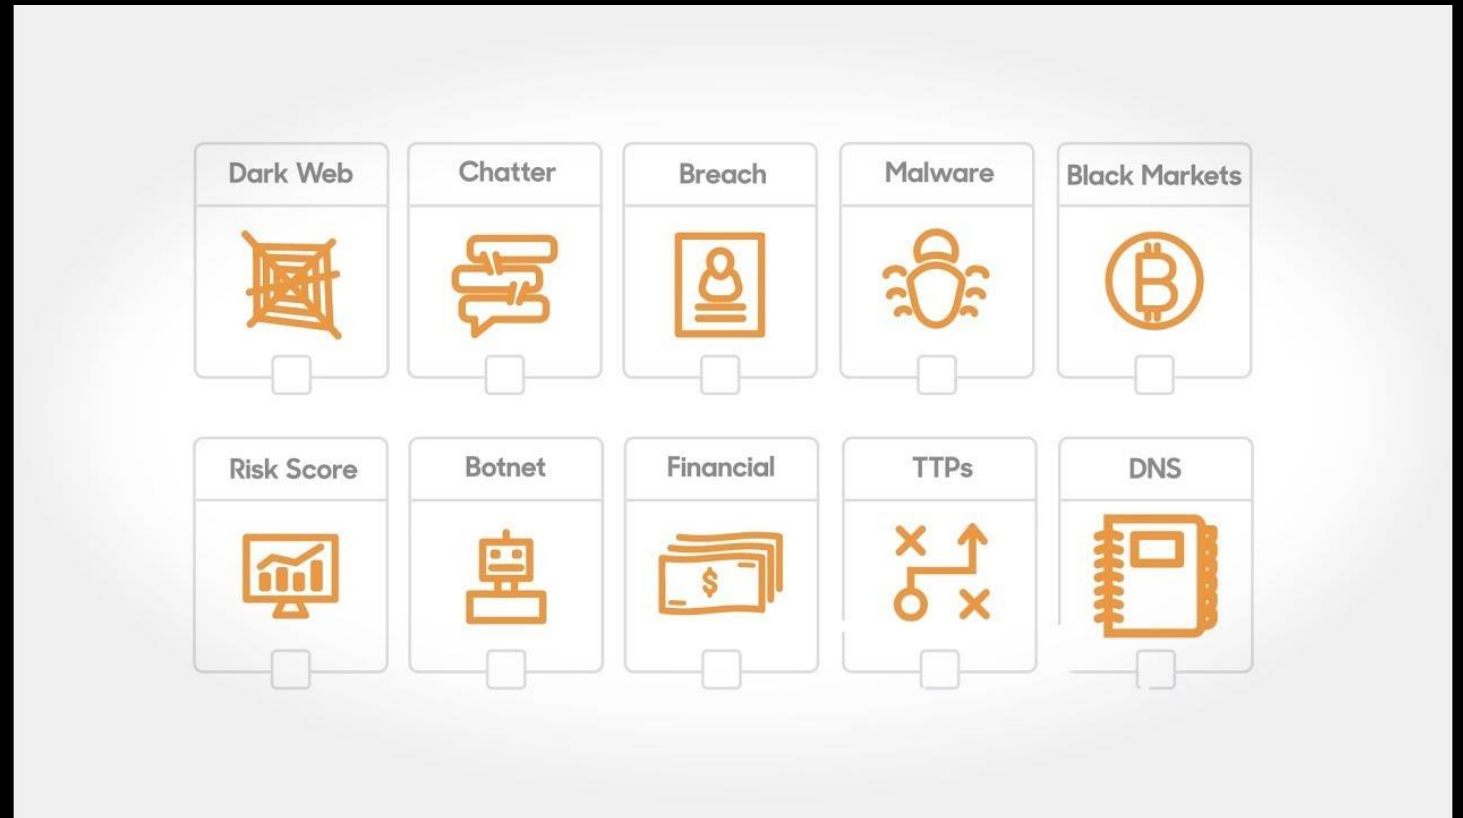 Dark Web
Chatter
Breach
Malware
Black Markets
Risk Score
Botnet
Financial
TTPs
DNS
$